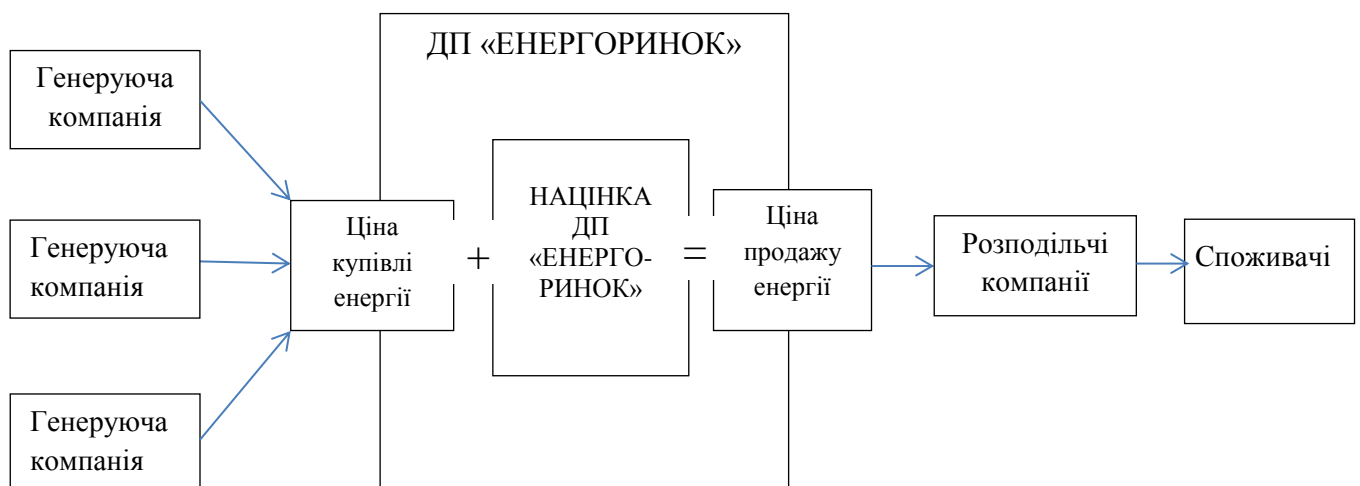 ДП «ЕНЕРГОРИНОК»
Генеруюча
компанія
Генеруюча
компанія
Генеруюча
компанія
Ціна
купівлі
енергії
+
НАЦІНКА
ДП
«ЕНЕРГО-
РИНОК»
=
Ціна
продажу
енергії
Розподільчі
компанії
Споживачі